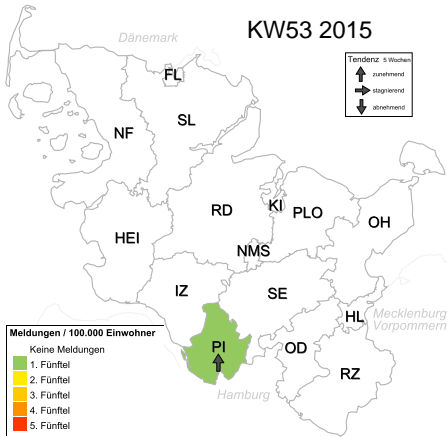 KW53 2015
Dänemark
Tendenz 5 Wochen
zunehmend
stagnierend
abnehmend
FL
SL
NF
RD
KI
PLO
OH
HEI
NMS
IZ
SE
HL
Mecklenburg
Vorpommern
PI
OD
RZ
Hamburg
Meldungen / 100.000 Einwohner
Keine Meldungen
1. Fünftel
2. Fünftel
3. Fünftel
4. Fünftel
5. Fünftel